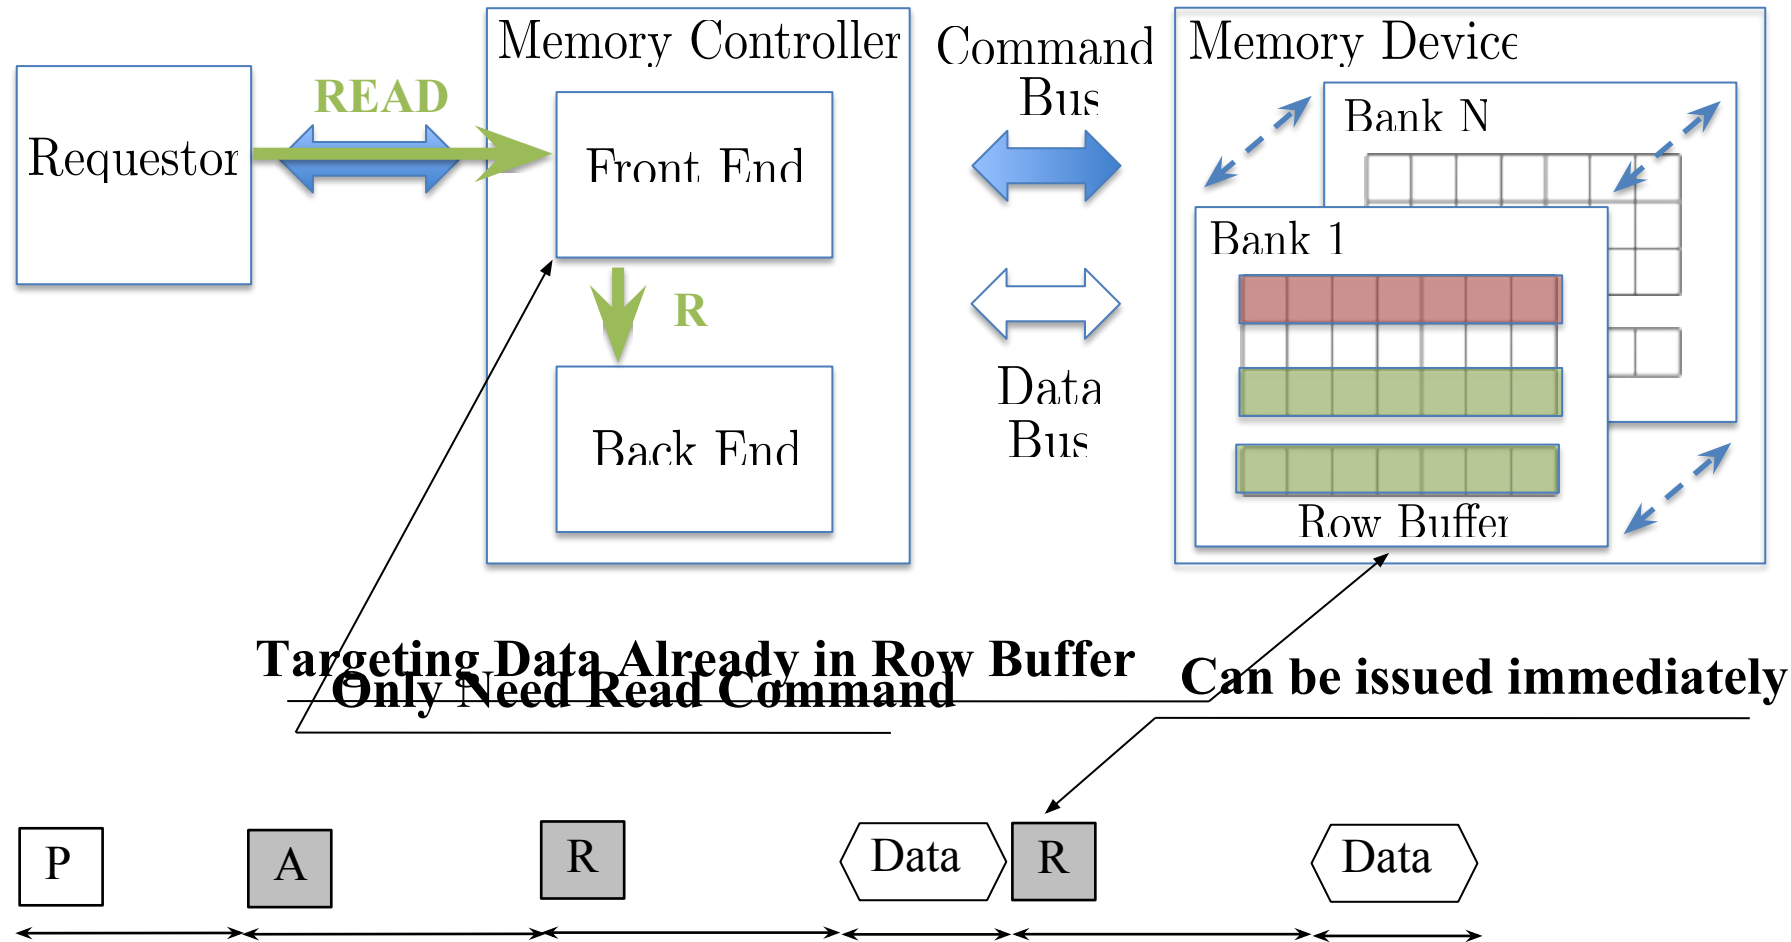 Memory Controller
Command
Bus
Memory Device
READ
Requestor
Front End
Bank N
Bank 1
R
Data
Bus
Back End
Row Buffer
Targeting Data Already in Row Buffer
Only Need Read Command
Can be issued immediately
P
A
R
Data
R
Data